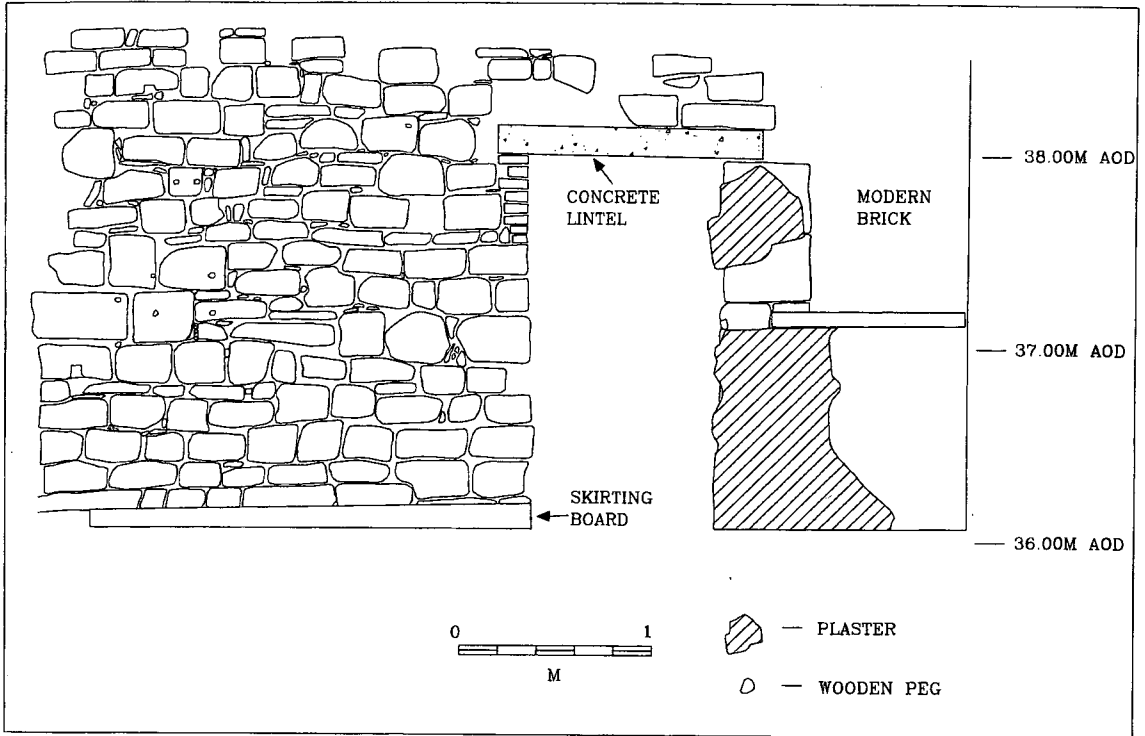 38.00M AOD
CONCRETE
LINTEL
MODERN
BRICK
37.00M AOD
SKIRTING
BOARD
36.00M AOD
0 1
M
— PLASTER
— WOODEN PEG